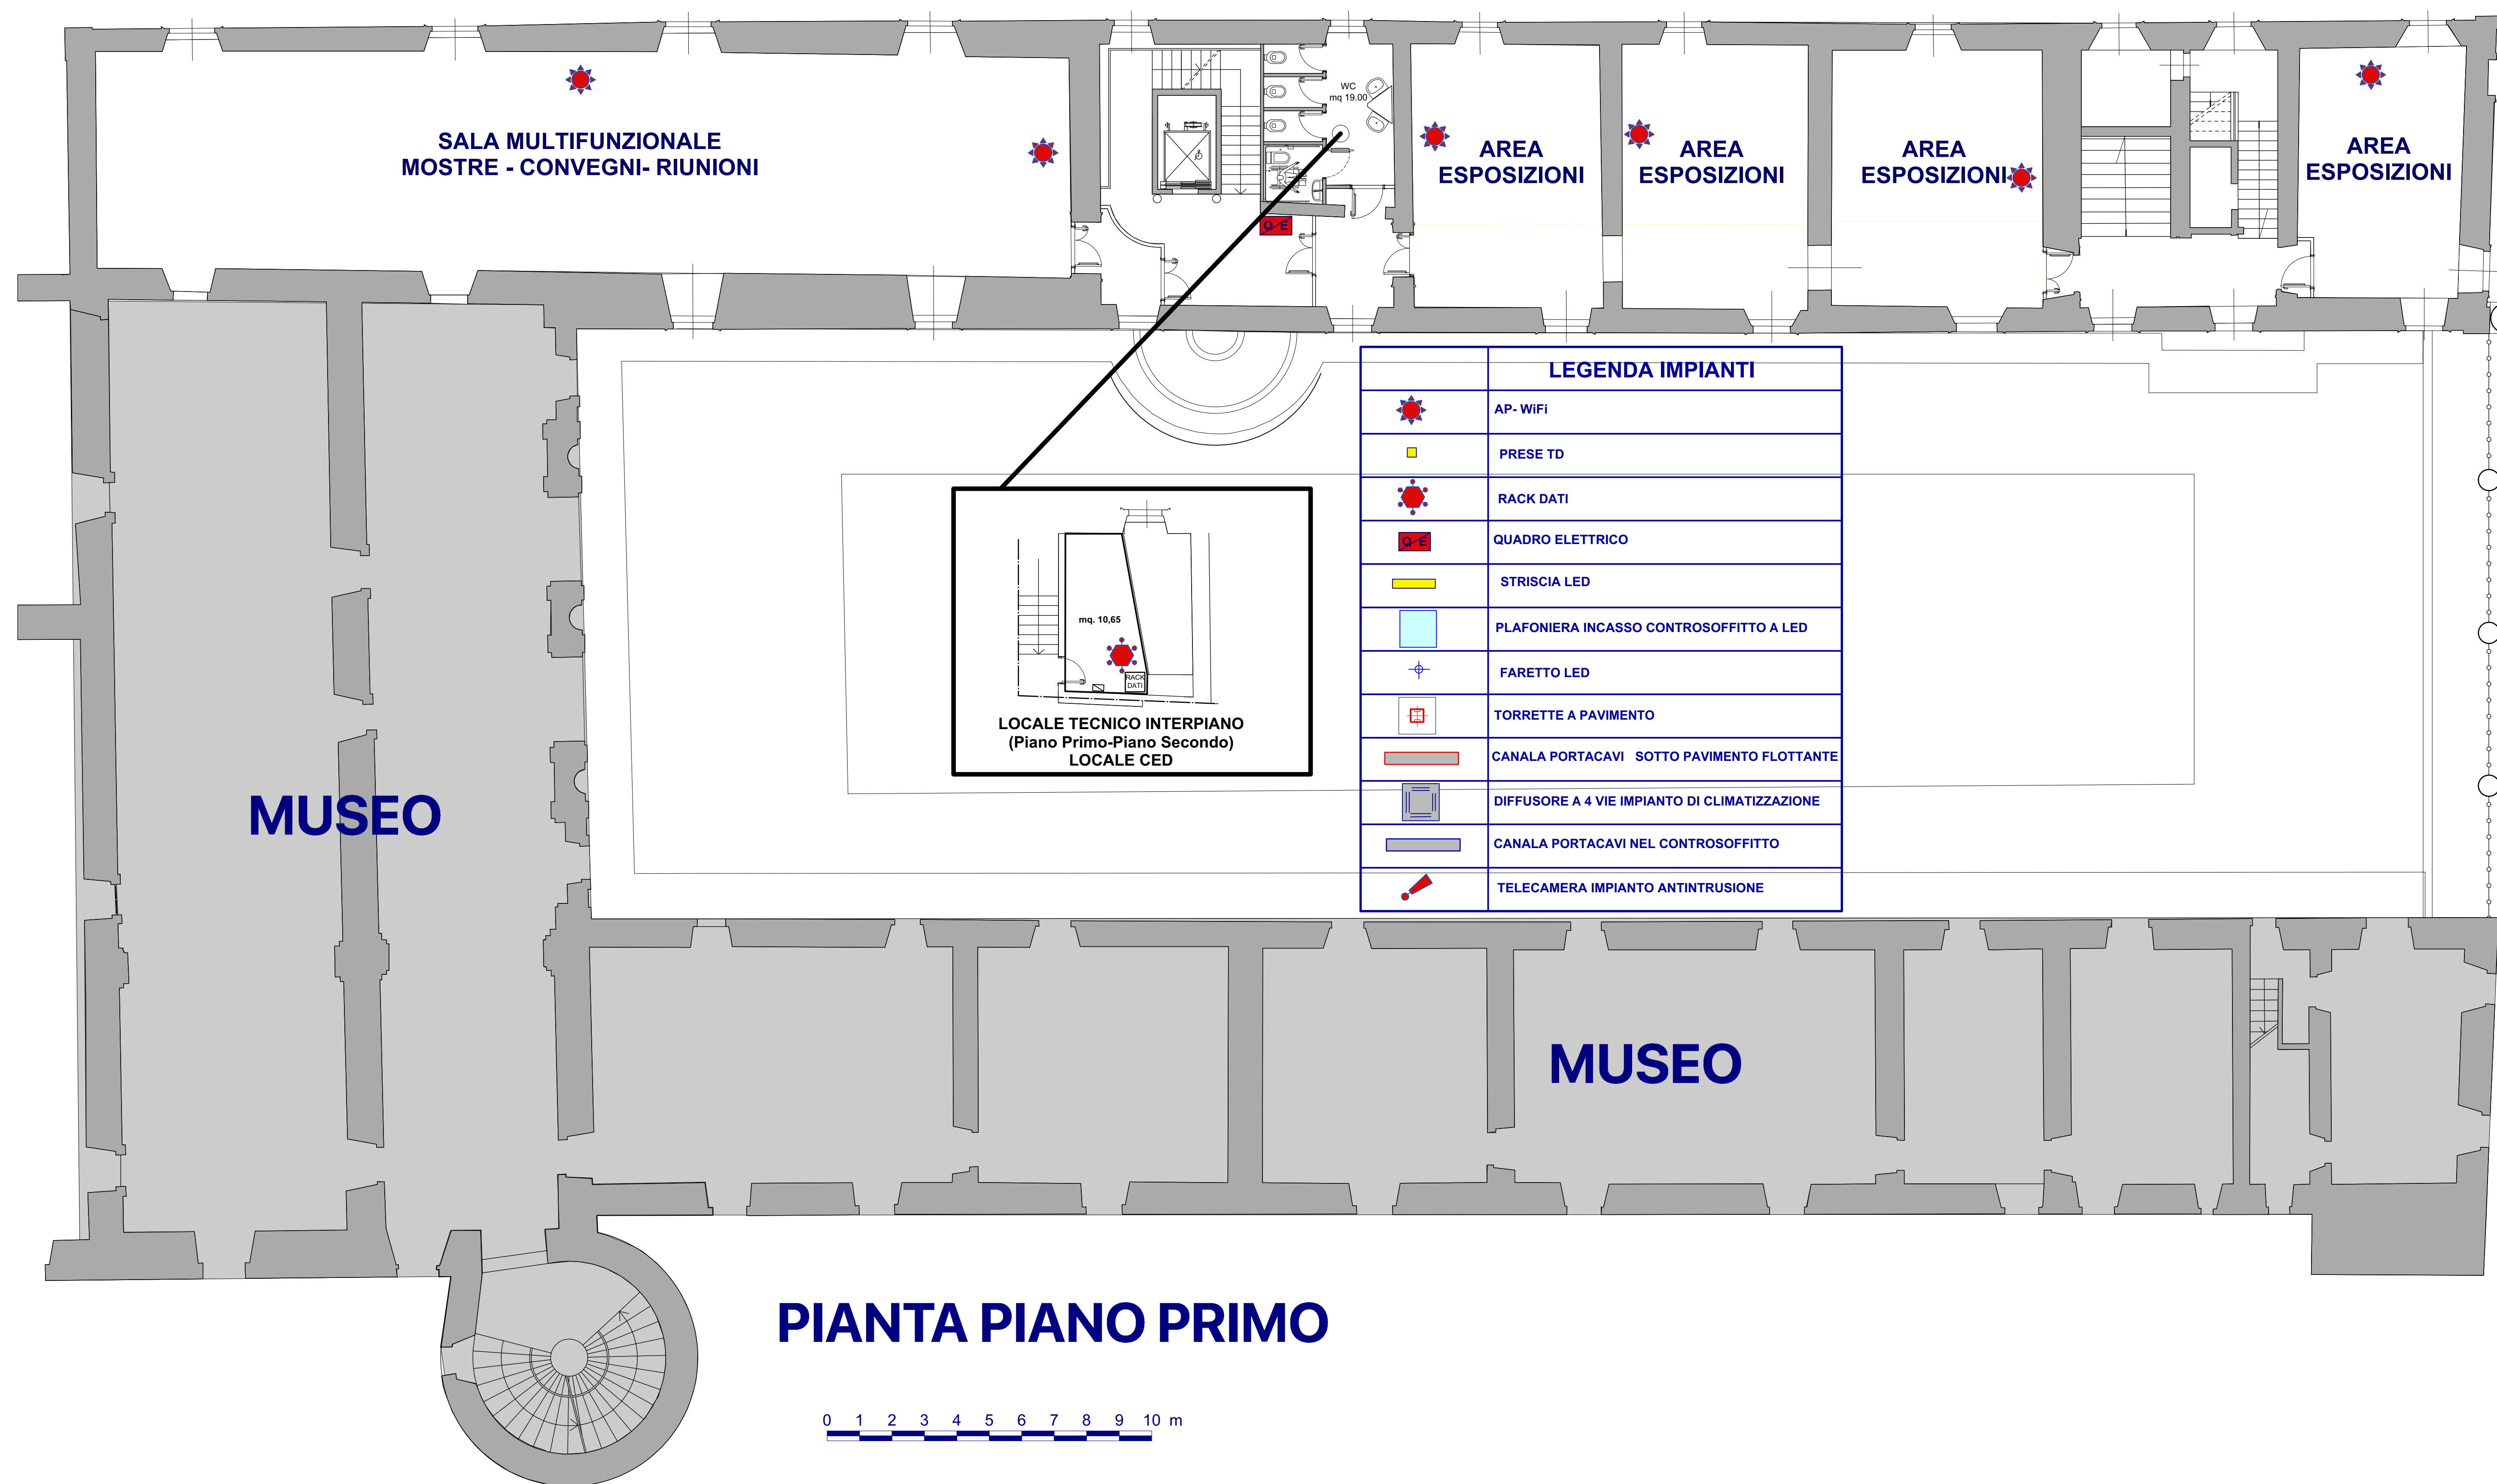 WC
mq 19.00
SALA MULTIFUNZIONALE
MOSTRE - CONVEGNI- RIUNIONI
AREA
ESPOSIZIONI
AREA
ESPOSIZIONI
AREA
ESPOSIZIONI
AREA
ESPOSIZIONI
Q E
LEGENDA IMPIANTI
AP- WiFi
PRESE TD
RACK DATI
Q E
QUADRO ELETTRICO
STRISCIA LED
PLAFONIERA INCASSO CONTROSOFFITTO A LED
FARETTO LED
TORRETTE A PAVIMENTO
CANALA PORTACAVI SOTTO PAVIMENTO FLOTTANTE
DIFFUSORE A 4 VIE IMPIANTO DI CLIMATIZZAZIONE
CANALA PORTACAVI NEL CONTROSOFFITTO
TELECAMERA IMPIANTO ANTINTRUSIONE
mq. 10,65
RACK
DATI
LOCALE TECNICO INTERPIANO
(Piano Primo-Piano Secondo)
LOCALE CED
MUSEO
MUSEO
PIANTA PIANO PRIMO
0 1 2 3 4 5 6 7 8 9 10 m